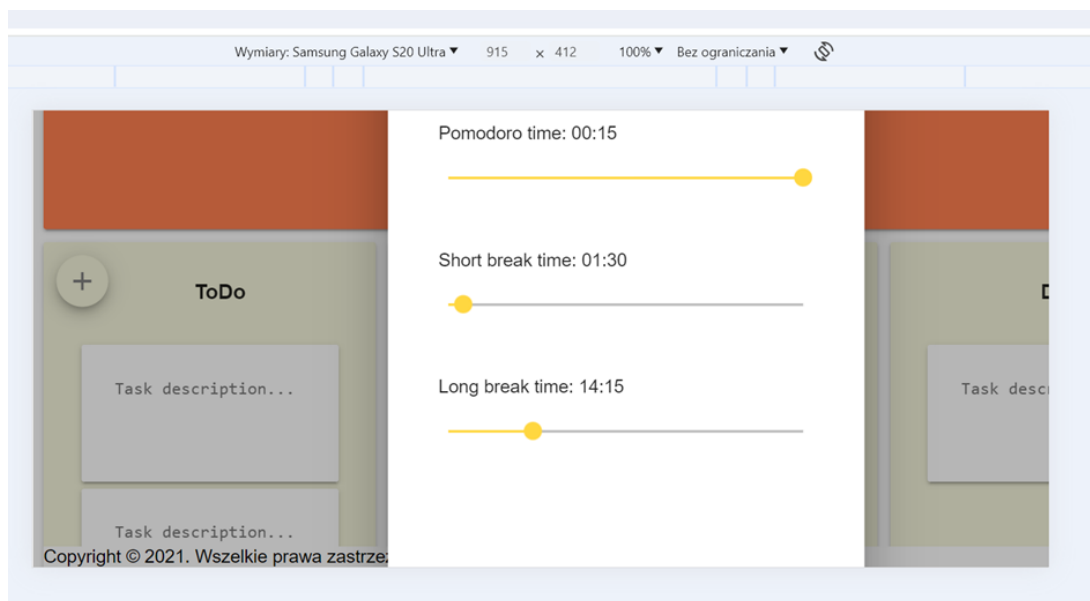 Wymiary: Samsung Galaxy S20 Ultra ▼ 915 × 412 100% ▼ Bez ograniczania ▼
Pomodoro time: 00:15
Short break time: 01:30
ToDo
Long break time: 14:15
Task description...
Task desc
Task description...
Copyright © 2021. Wszelkie prawa zastrze